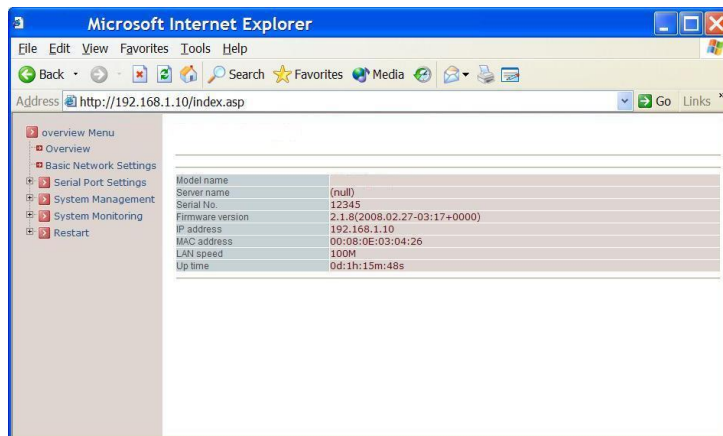 Microsoft Internet Explorer
File Edit View Favorites Tools Help
Back Search Favorites Media
Address http://192.168.1.10/index.asp Go Links »
overview Menu
Overview
Basic Network Settings
Serial Port Settings
System Management
System Monitoring
Restart
Model name
Server name (null)
Serial No. 12345
Firmware version 2.1.8(2008.02.27-03:17+0000)
IP address 192.168.1.10
MAC address 00:08:0E:03:04:26
LAN speed 100M
Up time 0d:1h:15m:48s